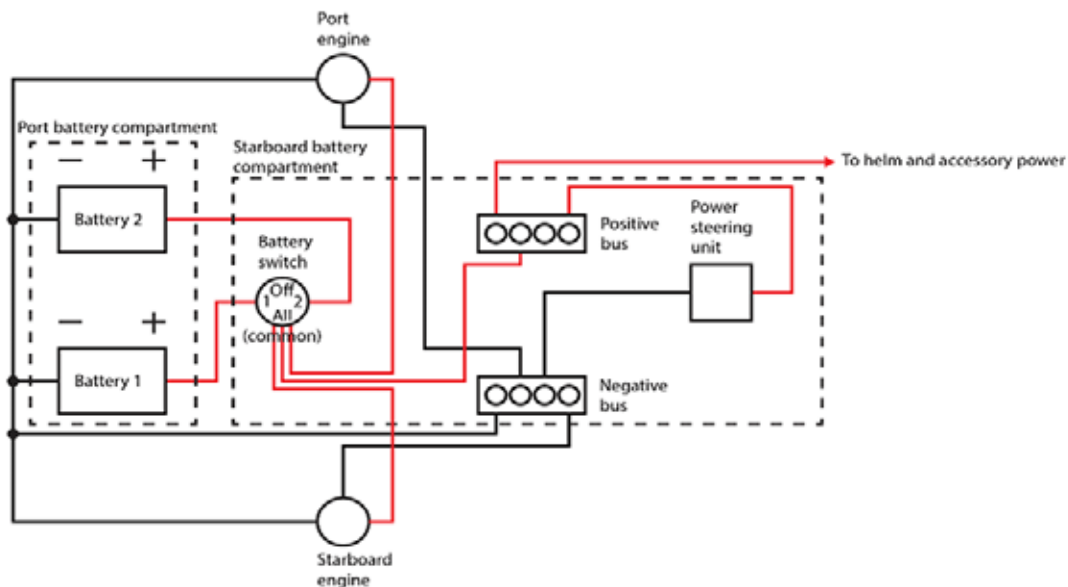 Port
engine
Port battery compartment
Starboard battery
compartment
To helm and accessory power
— +
Battery 2
Battery
switch
Off
1 2
All
(common)
Positive
bus
Power
steering
unit
— +
Battery 1
Negative
bus
Starboard
engine